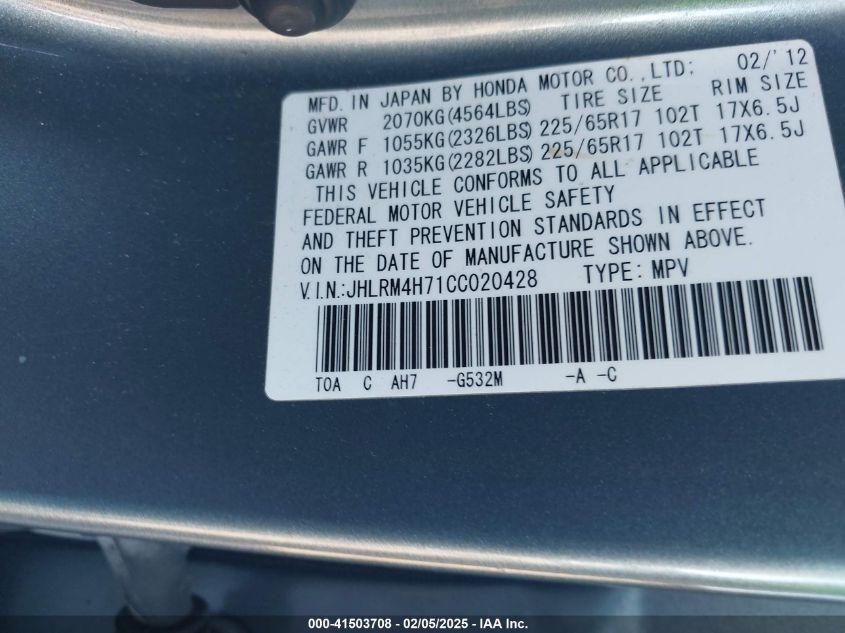 MFD. IN JAPAN BY HONDA MOTOR CO.,LTD; 02/'12
GVWR 2070KG(4564LBS) TIRE SIZE RIM SIZE
GAWR F 1055KG(2326LBS) 225/65R17 102T 17X6.5J
GAWR R 1035KG(2282LBS) 225/65R17 102T 17X6.5J
THIS VEHICLE CONFORMS TO ALL APPLICABLE
FEDERAL MOTOR VEHICLE SAFETY
AND THEFT PREVENTION STANDARDS IN EFFECT
ON THE DATE OF MANUFACTURE SHOWN ABOVE.
V.I.N.:JHLRM4H71CC020428 TYPE: MPV
TOA C AH7 -G532M -A -C
000-41503708 - 02/05/2025 - IAA Inc.